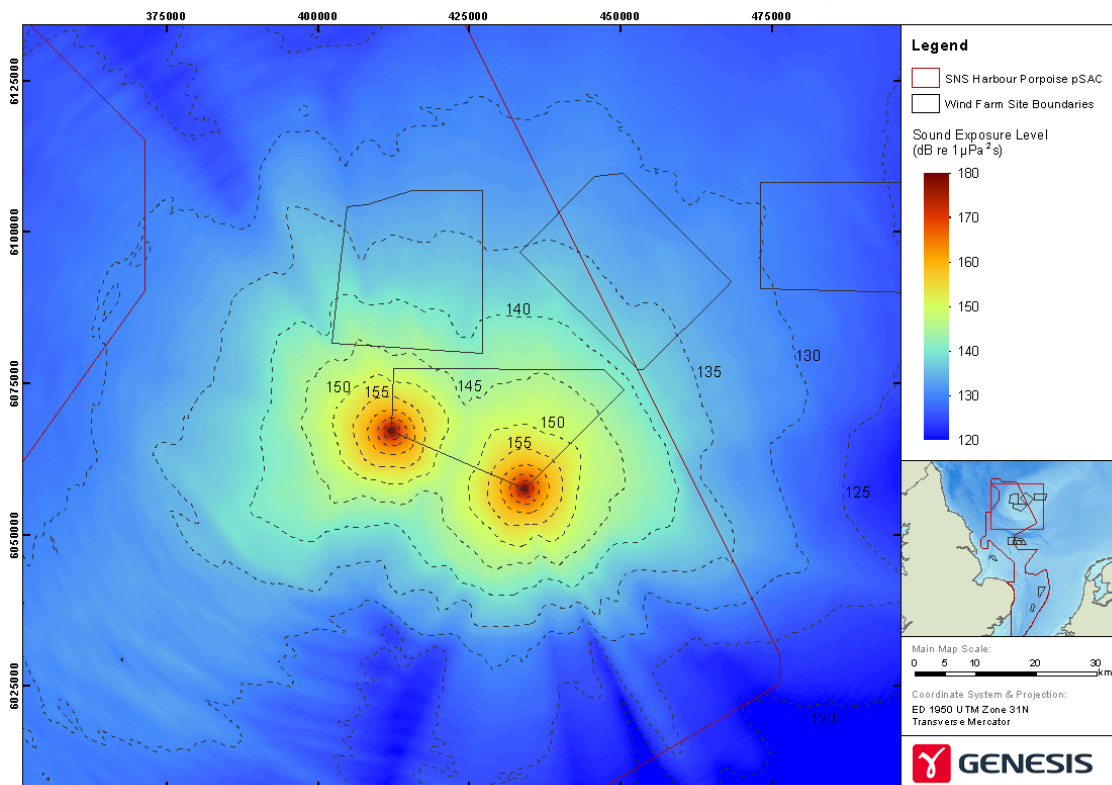 375000 400000 425000 450000 475000
6125000
6100000
6075000
6050000
6025000
140
130
135
150
155
145
150
155
125
120
Legend
SNS Harbour Porpoise pSAC
Wind Farm Site Boundaries
Sound Exposure Level
(dB re 1µPa²s)
180
170
160
150
140
130
120
Main Map Scale:
0 5 10 20 30
km
Coordinate System & Projection:
ED 1950 UTM Zone 31N
Transverse Mercator
GENESIS